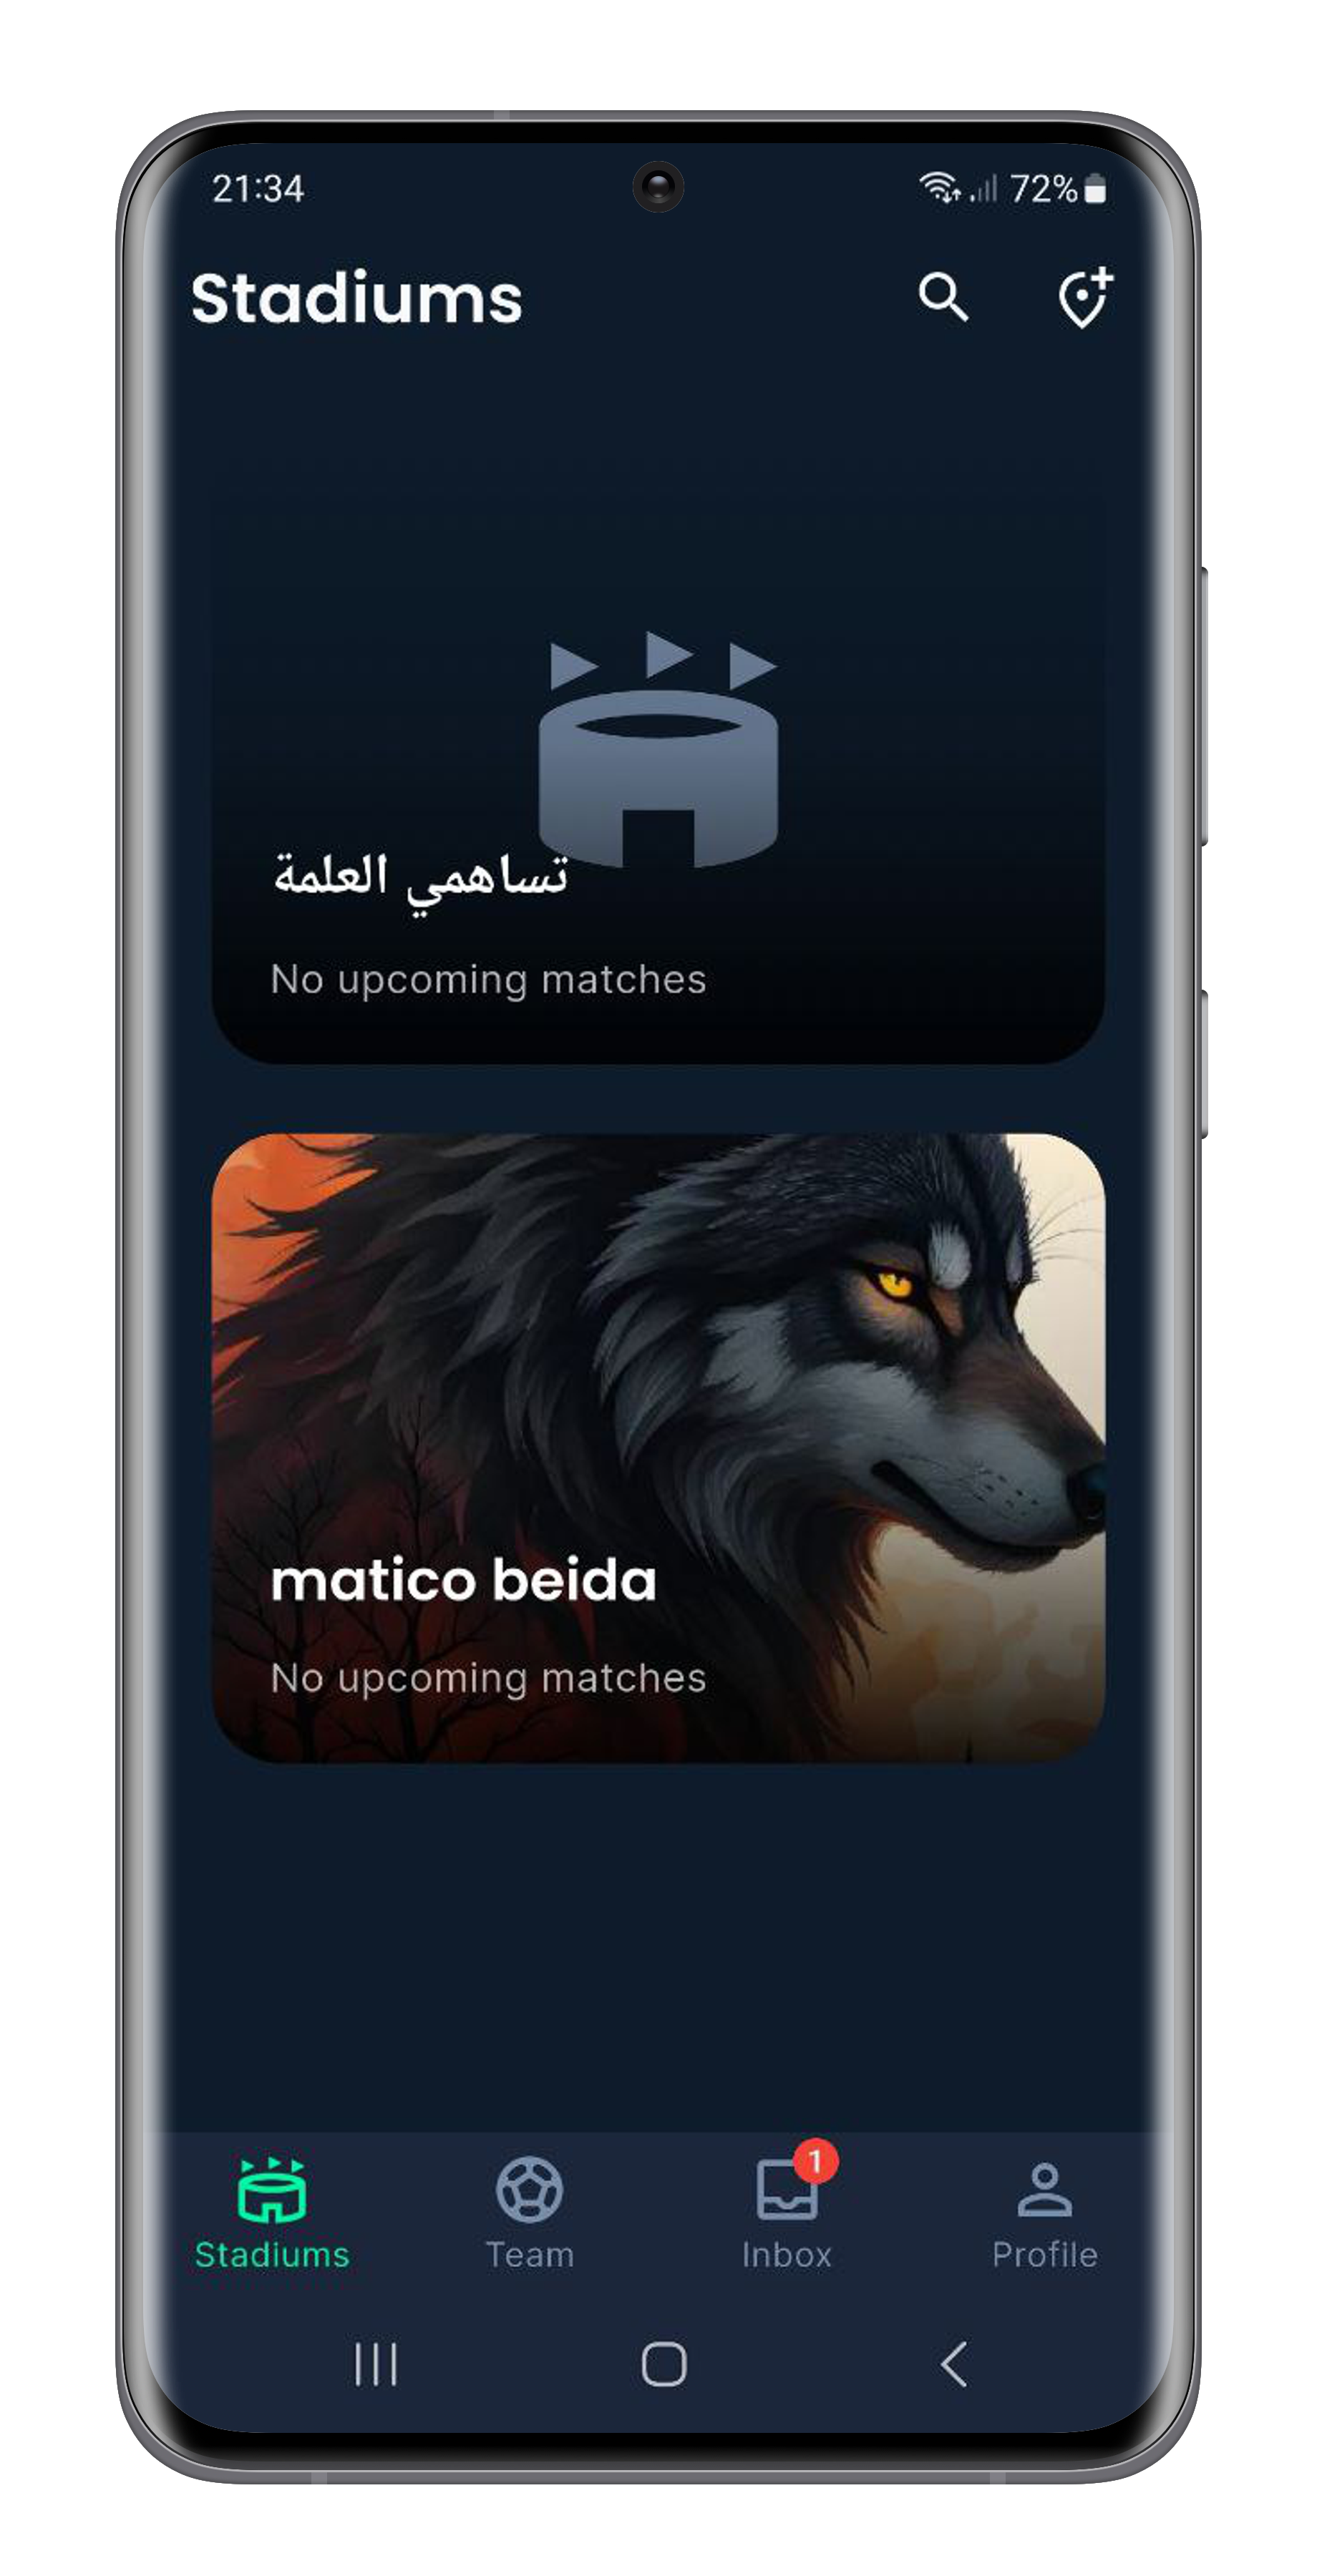 21:34
72%
Stadiums
تساهمي العلمة
No upcoming matches
matico beida
No upcoming matches
1
Stadiums
Team
Inbox
Profile